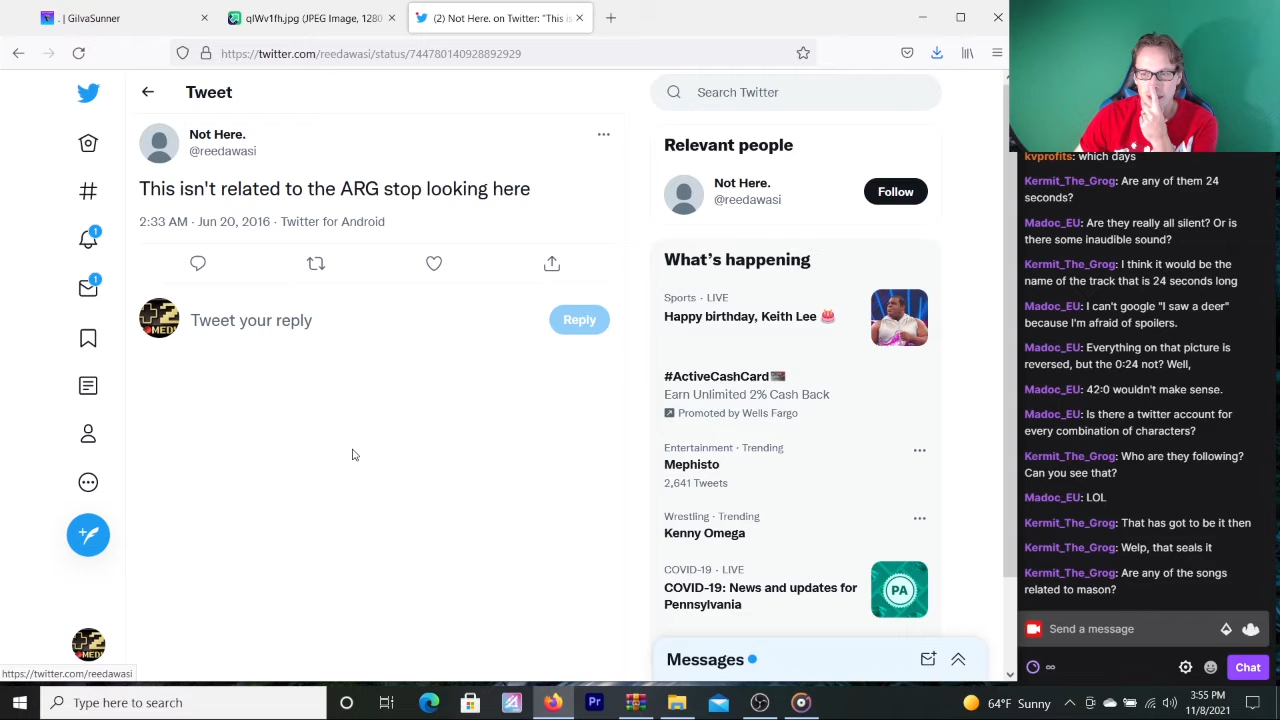 . | GilvaSunner
qIWv1fh.jpg (JPEG Image, 1280
(2) Not Here. on Twitter: "This is
https://twitter.com/reedawasi/status/744780140928892929
Tweet
Not Here.
@reedawasi
This isn't related to the ARG stop looking here
2:33 AM · Jun 20, 2016 · Twitter for Android
Tweet your reply
Reply
1
1
https://twitter.com/reedawasi
Search Twitter
Relevant people
Not Here.
@reedawasi
Follow
What's happening
Sports · LIVE
Happy birthday, Keith Lee
#ActiveCashCard
Earn Unlimited 2% Cash Back
Promoted by Wells Fargo
Entertainment · Trending
Mephisto
2,641 Tweets
Wrestling · Trending
Kenny Omega
COVID-19 · LIVE
COVID-19: News and updates for
Pennsylvania
PA
Messages
kvprofits: which days
Kermit_The_Grog: Are any of them 24
seconds?
Madoc_EU: Are they really all silent? Or is
there some inaudible sound?
Kermit_The_Grog: I think it would be the
name of the track that is 24 seconds long
Madoc_EU: I can't google "I saw a deer"
because I'm afraid of spoilers.
Madoc_EU: Everything on that picture is
reversed, but the 0:24 not? Well,
Madoc_EU: 42:0 wouldn't make sense.
Madoc_EU: Is there a twitter account for
every combination of characters?
Kermit_The_Grog: Who are they following?
Can you see that?
Madoc_EU: LOL
Kermit_The_Grog: That has got to be it then
Kermit_The_Grog: Welp, that seals it
Kermit_The_Grog: Are any of the songs
related to mason?
Send a message
Chat
Type here to search
Pr
64°F Sunny
3:55 PM
11/8/2021